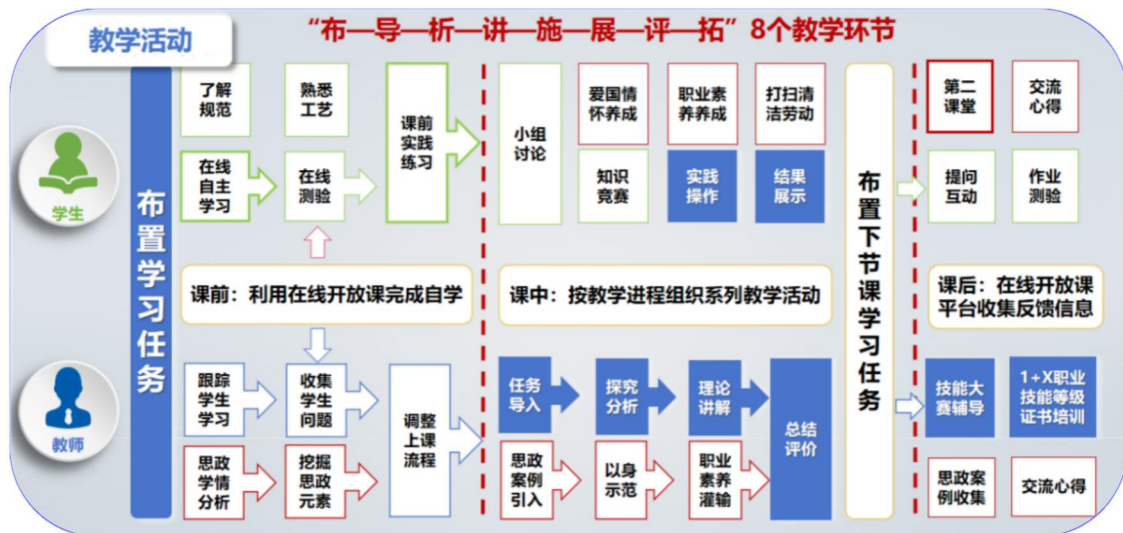 教学活动
“布—导—析—讲—施—展—评—拓”8个教学环节
学生
布
置
学
习
任
务
了解
规范
熟悉
工艺
课前
实践
练习
在线
自主
学习
在线
测验
小组
讨论
爱国情
怀养成
职业素
养养成
打扫清
洁劳动
知识
竞赛
实践
操作
结果
展示
布
置
下
节
课
学
习
任
务
第二
课堂
交流
心得
提问
互动
作业
测验
课前：利用在线开放课完成自学
课中：按教学进程组织系列教学活动
课后：在线开放课
平台收集反馈信息
教师
跟踪
学生
学习
收集
学生
问题
调整
上课
流程
思政
学情
分析
挖掘
思政
元素
任务
导入
探究
分析
理论
讲解
总结
评价
思政
案例
引入
以身
示范
职业
素养
灌输
技能大
赛辅导
1+X职业
技能等级
证书培训
思政案
例收集
交流心得